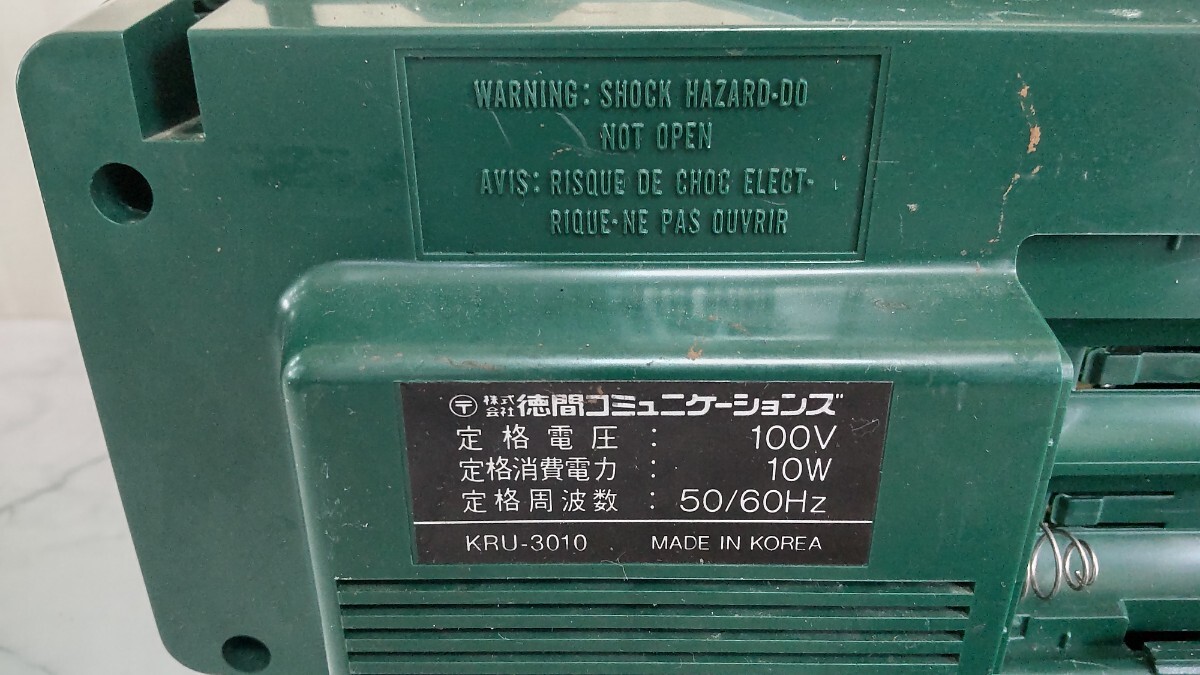 WARNING: SHOCK HAZARD-DO
NOT OPEN
AVIS: RISQUE DE CHOC ELECT-
RIQUE-NE PAS OUVRIR
〶 株式会社 徳間コミュニケーションズ
定格電圧 : 100V
定格消費電力 : 10W
定格周波数 : 50/60Hz
KRU-3010 MADE IN KOREA